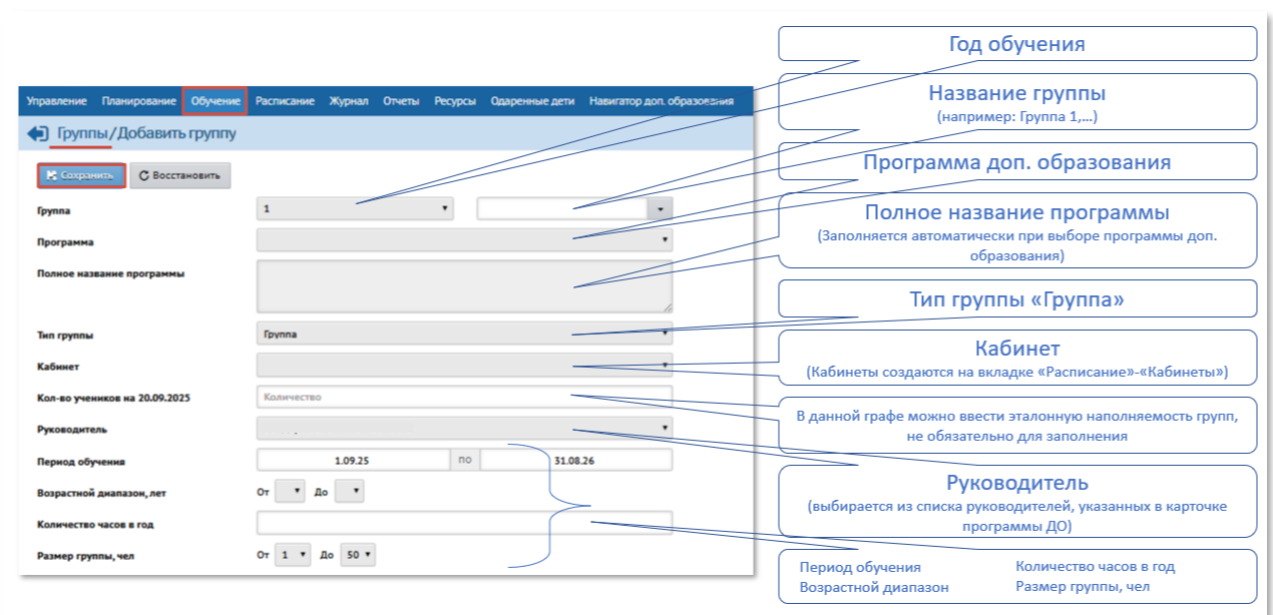 Управление Планирование Обучение Расписание Журнал Отчеты Ресурсы Одаренные дети Навигатор доп. образования
Группы/Добавить группу
Сохранить Восстановить
Группа 1
Программа
Полное название программы
Тип группы Группа
Кабинет
Кол-во учеников на 20.09.2025 Количество
Руководитель
Период обучения 1.09.25 по 31.08.26
Возрастной диапазон, лет От До
Количество часов в год
Размер группы, чел От 1 До 50
Год обучения
Название группы
(например: Группа 1,...)
Программа доп. образования
Полное название программы
(Заполняется автоматически при выборе программы доп.
образования)
Тип группы «Группа»
Кабинет
(Кабинеты создаются на вкладке «Расписание»-«Кабинеты»)
В данной графе можно ввести эталонную наполняемость групп,
не обязательно для заполнения
Руководитель
(выбирается из списка руководителей, указанных в карточке
программы ДО)
Период обучения Количество часов в год
Возрастной диапазон Размер группы, чел